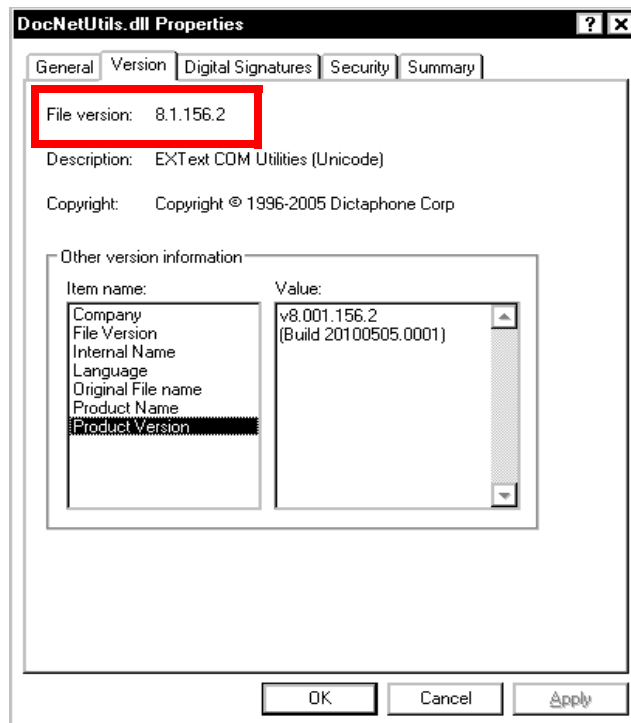 DocNetUtils.dll Properties ? X
General Version Digital Signatures Security Summary
File version: 8.1.156.2
Description: EXText COM Utilities (Unicode)
Copyright: Copyright © 1996-2005 Dictaphone Corp
Other version information
Item name: Value:
Company v8.001.156.2
File Version (Build 20100505.0001)
Internal Name
Language
Original File name
Product Name
Product Version
OK Cancel Apply